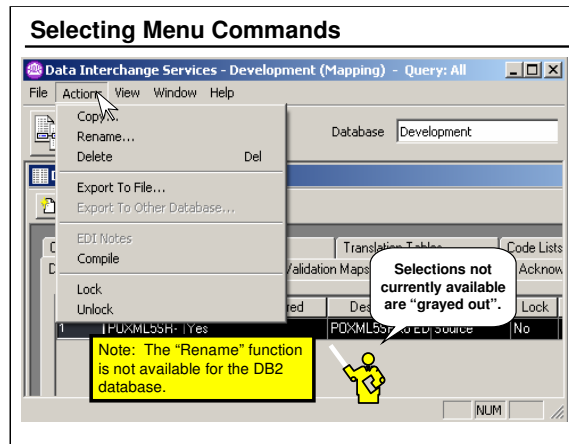 Selecting Menu Commands
Data Interchange Services - Development (Mapping) - Query: All
File Actions View Window Help
Copy...
Rename...
Delete Del
Export To File...
Export To Other Database...
EDI Notes
Compile
Lock
Unlock
Database Development
Translation Tables Code Lists
Validation Maps Acknow
Selections not
currently available
are “grayed out”.
Lock
1 POXML5SR- Yes Source No
Note: The “Rename” function
is not available for the DB2
database.
NUM